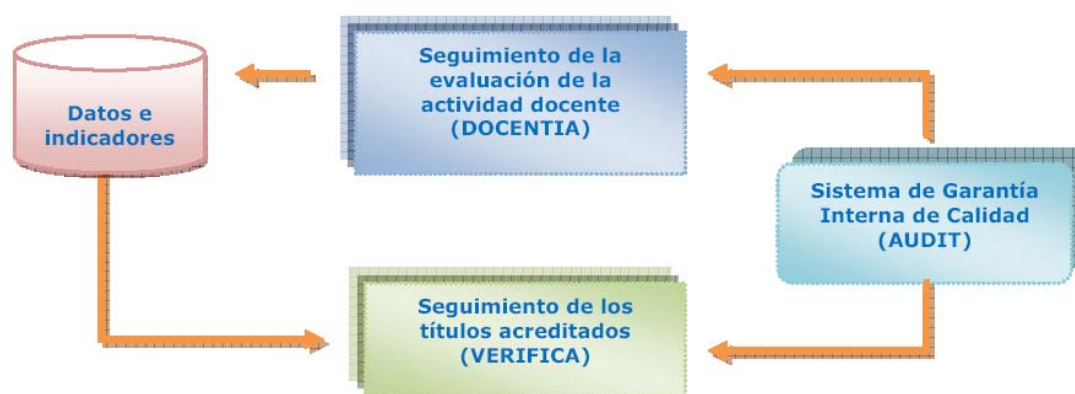 Seguimiento de la
evaluación de la
actividad docente
(DOCENTIA)
Datos e
indicadores
Sistema de Garantía
Interna de Calidad
(AUDIT)
Seguimiento de los
títulos acreditados
(VERIFICA)